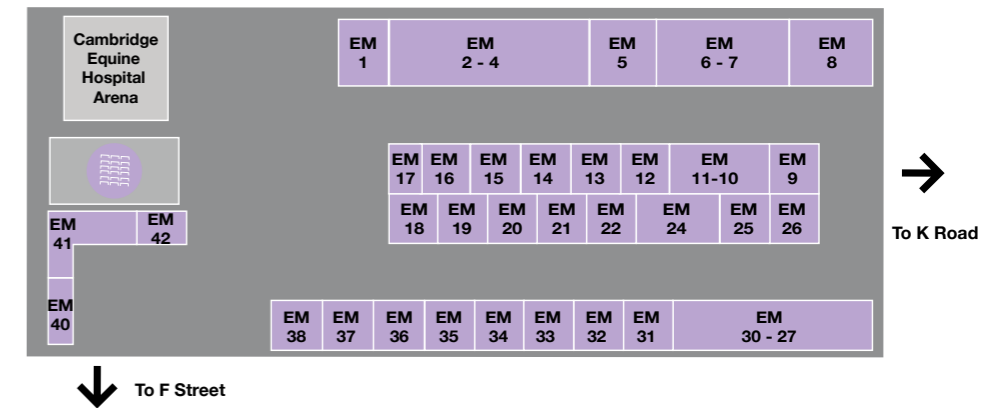 Cambridge
Equine
Hospital
Arena
EM
1
EM
2 - 4
EM
5
EM
6 - 7
EM
8
EM
17
EM
16
EM
15
EM
14
EM
13
EM
12
EM
11-10
EM
9
EM
18
EM
19
EM
20
EM
21
EM
22
EM
24
EM
25
EM
26
To K Road
EM
41
EM
42
EM
40
EM
38
EM
37
EM
36
EM
35
EM
34
EM
33
EM
32
EM
31
EM
30 - 27
To F Street